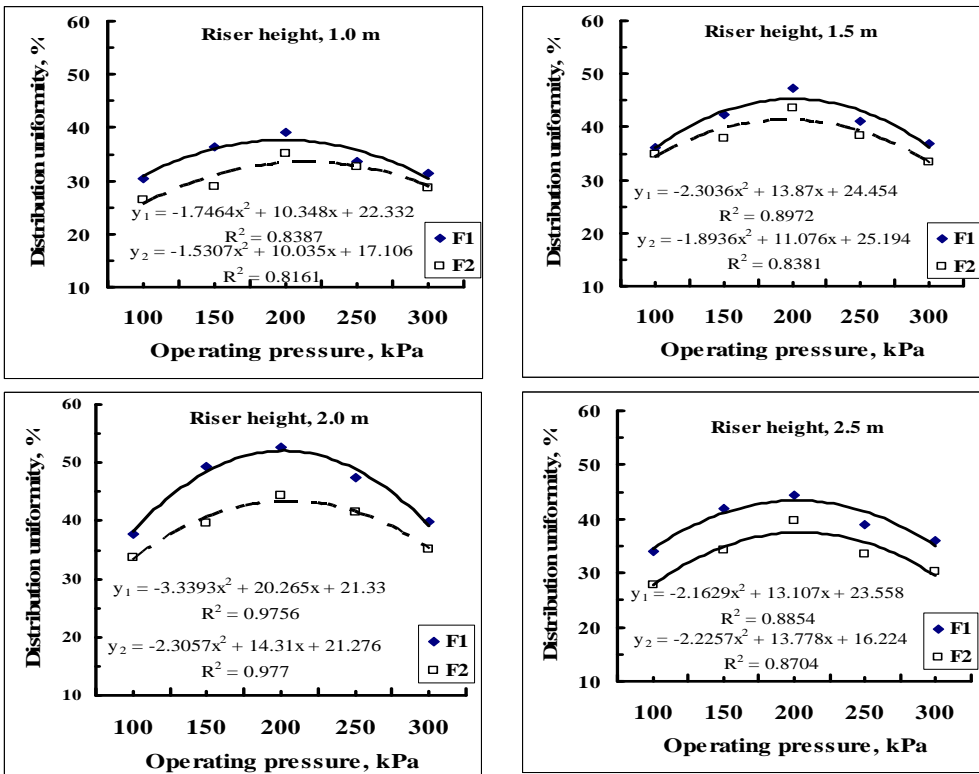 Riser height, 1.0 m
Distribution uniformity, %
60
50
40
30
20
10
y₁ = -1.7464x² + 10.348x + 22.332
R² = 0.8387
y₂ = -1.5307x² + 10.035x + 17.106
R² = 0.8161
F1
F2
100 150 200 250 300
Operating pressure, kPa
Riser height, 1.5 m
Distribution uniformity, %
60
50
40
30
20
10
y₁ = -2.3036x² + 13.87x + 24.454
R² = 0.8972
y₂ = -1.8936x² + 11.076x + 25.194
R² = 0.8381
F1
F2
100 150 200 250 300
Operating pressure, kPa
Riser height, 2.0 m
Distribution uniformity, %
60
50
40
30
20
10
y₁ = -3.3393x² + 20.265x + 21.33
R² = 0.9756
y₂ = -2.3057x² + 14.31x + 21.276
R² = 0.977
F1
F2
100 150 200 250 300
Operating pressure, kPa
Riser height, 2.5 m
Distribution uniformity, %
60
50
40
30
20
10
y₁ = -2.1629x² + 13.107x + 23.558
R² = 0.8854
y₂ = -2.2257x² + 13.778x + 16.224
R² = 0.8704
F1
F2
100 150 200 250 300
Operating pressure, kPa